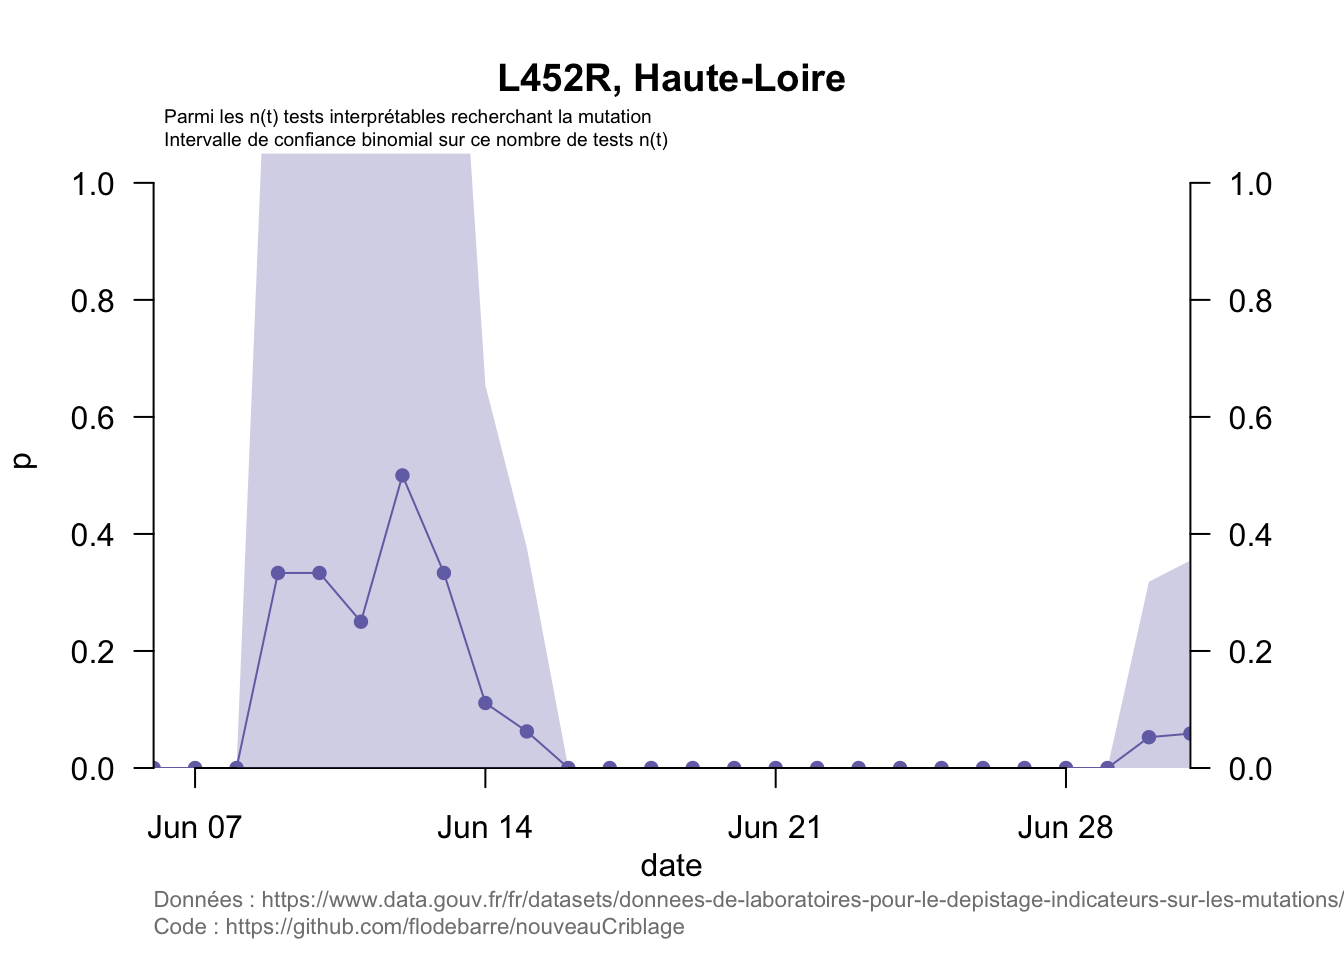 L452R, Haute-Loire
Parmi les n(t) tests interprétables recherchant la mutation
Intervalle de confiance binomial sur ce nombre de tests n(t)
1.0
0.8
0.6
0.4
0.2
0.0
p
1.0
0.8
0.6
0.4
0.2
0.0
Jun 07 Jun 14 Jun 21 Jun 28
date
Données : https://www.data.gouv.fr/fr/datasets/donnees-de-laboratoires-pour-le-depistage-indicateurs-sur-les-mutations/
Code : https://github.com/flodebarre/nouveauCriblage